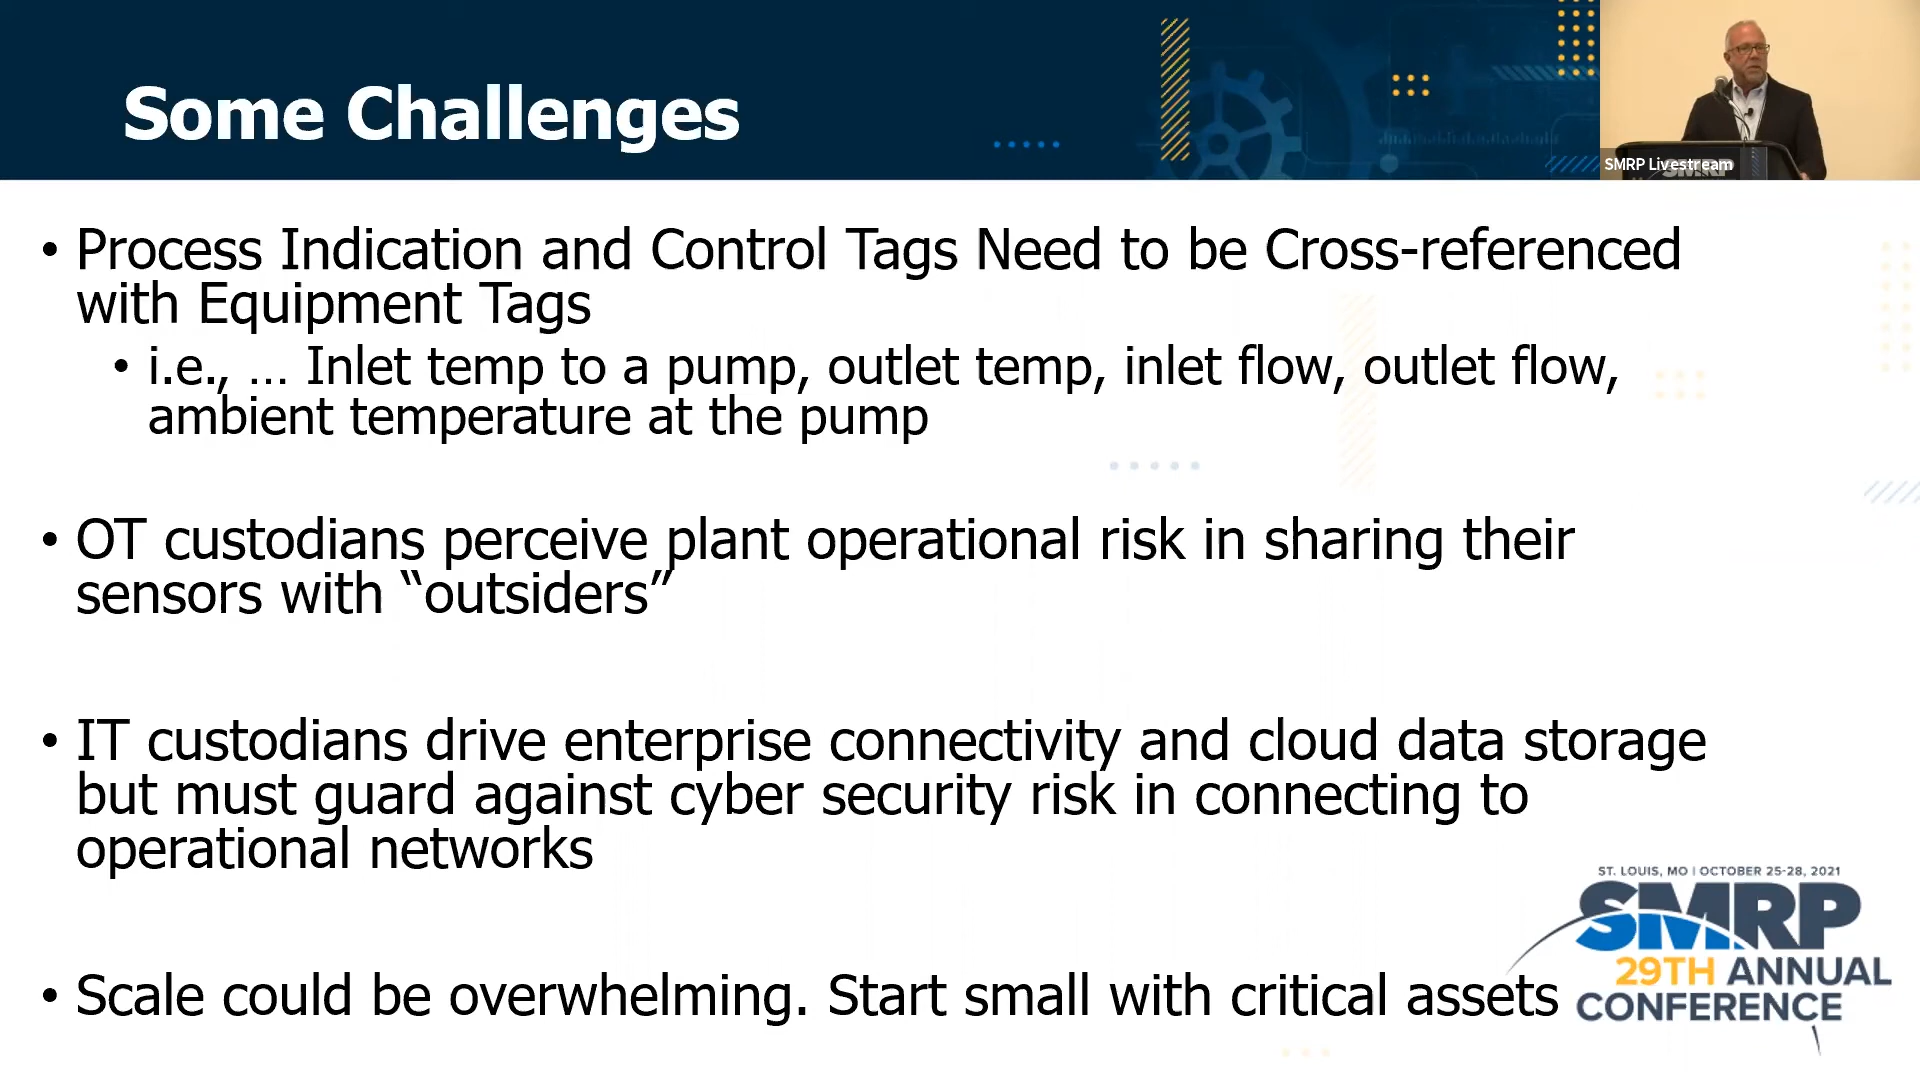 Some Challenges
SMRP Livestream
SMRP
• Process Indication and Control Tags Need to be Cross-referenced
with Equipment Tags
• i.e., … Inlet temp to a pump, outlet temp, inlet flow, outlet flow,
ambient temperature at the pump
• OT custodians perceive plant operational risk in sharing their
sensors with “outsiders”
• IT custodians drive enterprise connectivity and cloud data storage
but must guard against cyber security risk in connecting to
operational networks
• Scale could be overwhelming. Start small with critical assets
ST. LOUIS, MO | OCTOBER 25-28, 2021
SMRP
29TH ANNUAL
CONFERENCE